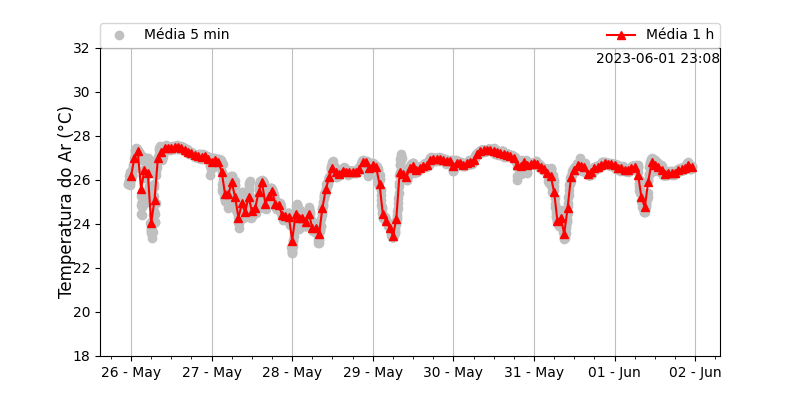 Média 5 min
Média 1 h
2023-06-01 23:08
Temperatura do Ar (°C)
32
30
28
26
24
22
20
18
26 - May
27 - May
28 - May
29 - May
30 - May
31 - May
01 - Jun
02 - Jun